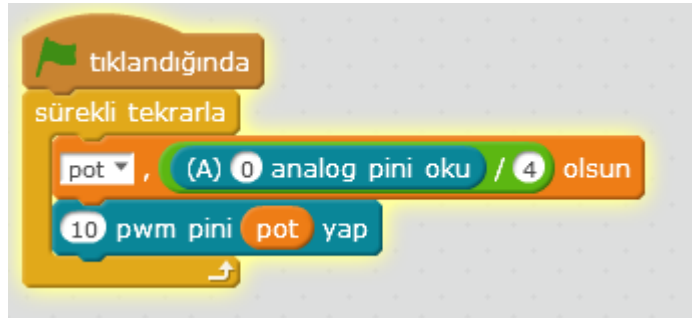 tıklandığında
sürekli tekrarla
pot , (A) 0 analog pini oku / 4 olsun
10 pwm pini pot yap